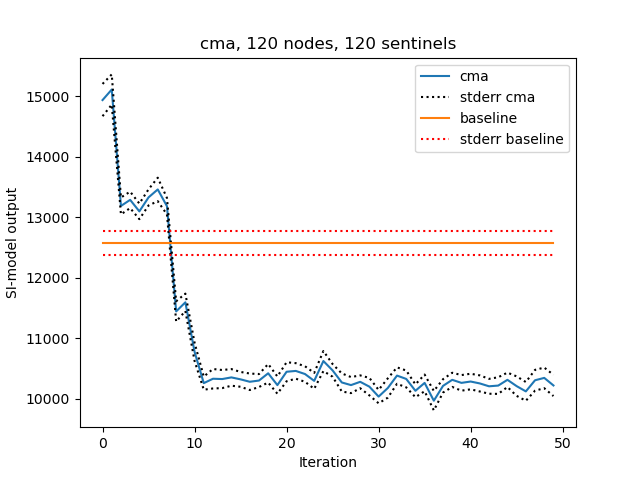 cma, 120 nodes, 120 sentinels
cma
stderr cma
baseline
stderr baseline
SI-model output
15000
14000
13000
12000
11000
10000
0 10 20 30 40 50
Iteration